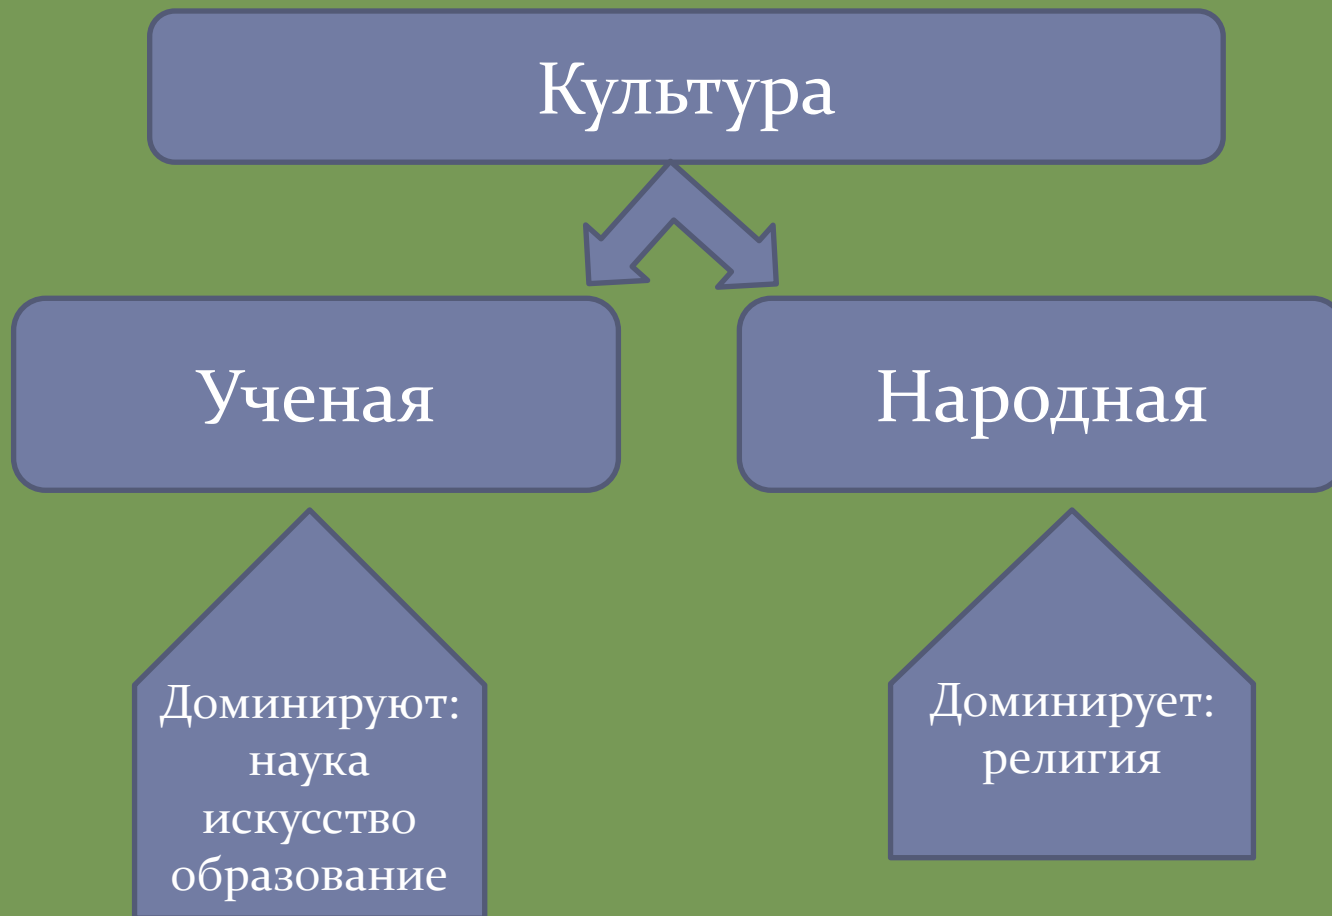 Культура
Ученая
Народная
Доминируют:
наука
искусство
образование
Доминирует:
религия